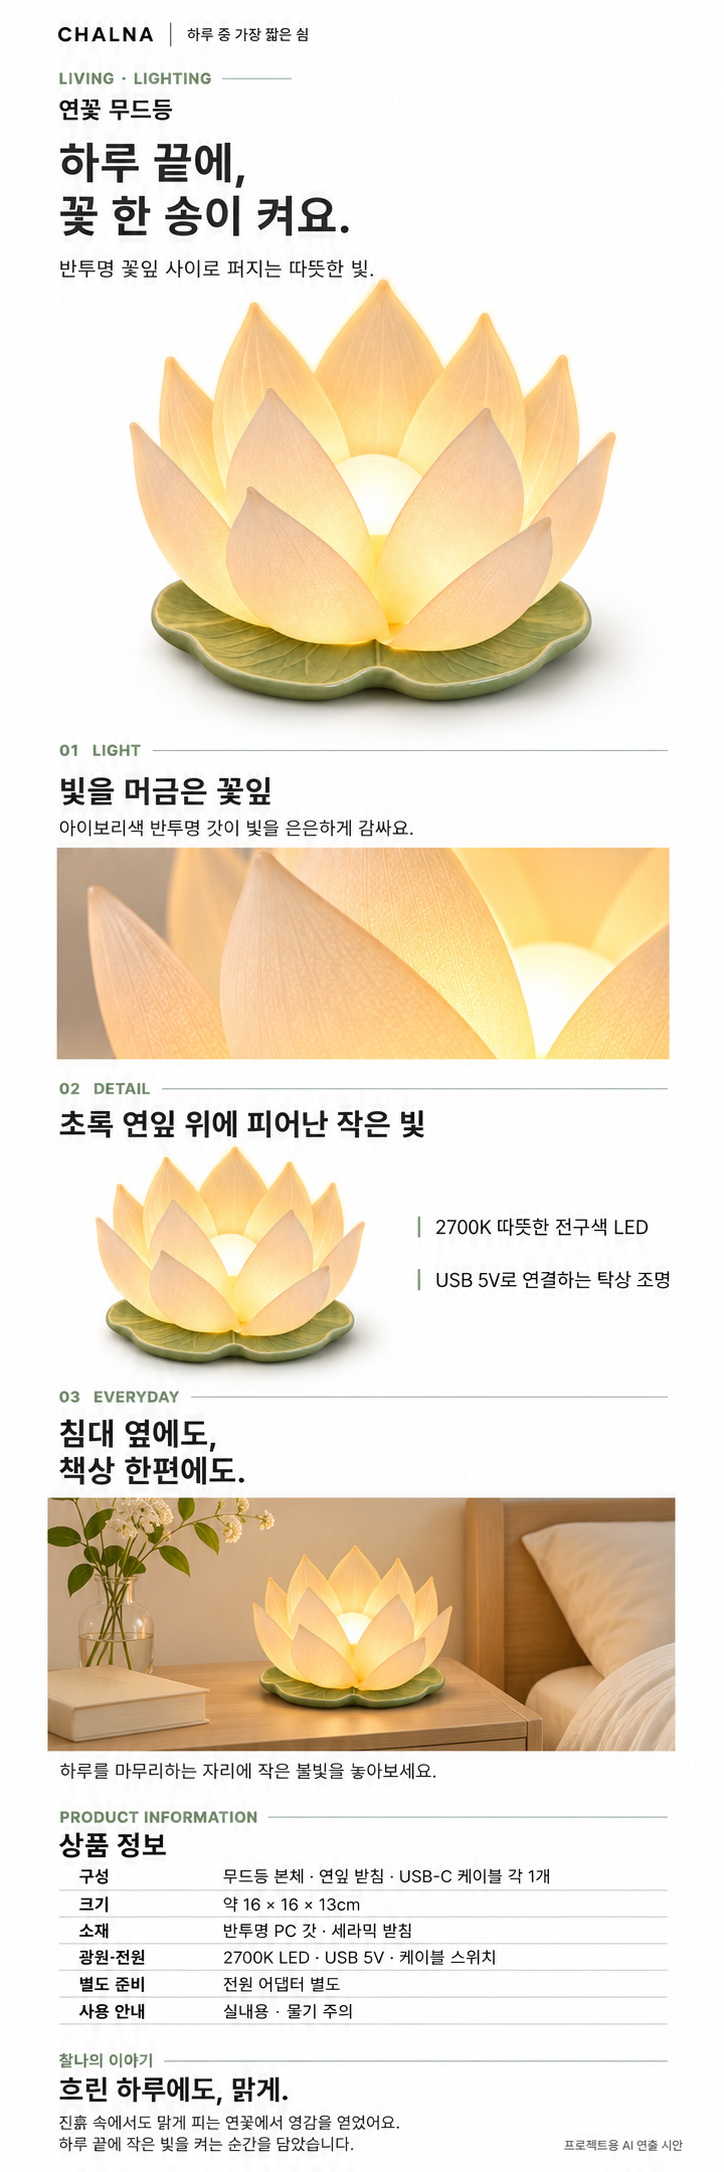 CHALNA | 하루 중 가장 짧은 쉼
LIVING · LIGHTING
연꽃 무드등
하루 끝에,
꽃 한 송이 켜요.
반투명 꽃잎 사이로 퍼지는 따뜻한 빛.
01 LIGHT
빛을 머금은 꽃잎
아이보리색 반투명 갓이 빛을 은은하게 감싸요.
02 DETAIL
초록 연잎 위에 피어난 작은 빛
2700K 따뜻한 전구색 LED
USB 5V로 연결하는 탁상 조명
03 EVERYDAY
침대 옆에도,
책상 한편에도.
하루를 마무리하는 자리에 작은 불빛을 놓아보세요.
PRODUCT INFORMATION
상품 정보
구성 무드등 본체 · 연잎 받침 · USB-C 케이블 각 1개
크기 약 16 × 16 × 13cm
소재 반투명 PC 갓 · 세라믹 받침
광원·전원 2700K LED · USB 5V · 케이블 스위치
별도 준비 전원 어댑터 별도
사용 안내 실내용 · 물기 주의
찰나의 이야기
흐린 하루에도, 맑게.
진흙 속에서도 맑게 피는 연꽃에서 영감을 얻었어요.
하루 끝에 작은 빛을 켜는 순간을 담았습니다.
프로젝트용 AI 연출 시안